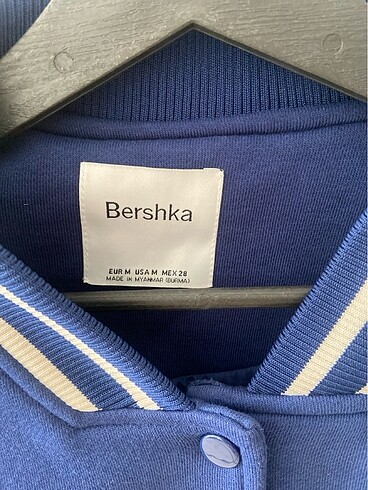 Bershka
EUR M USA M MEX 28
MADE IN MYANMAR (BURMA)